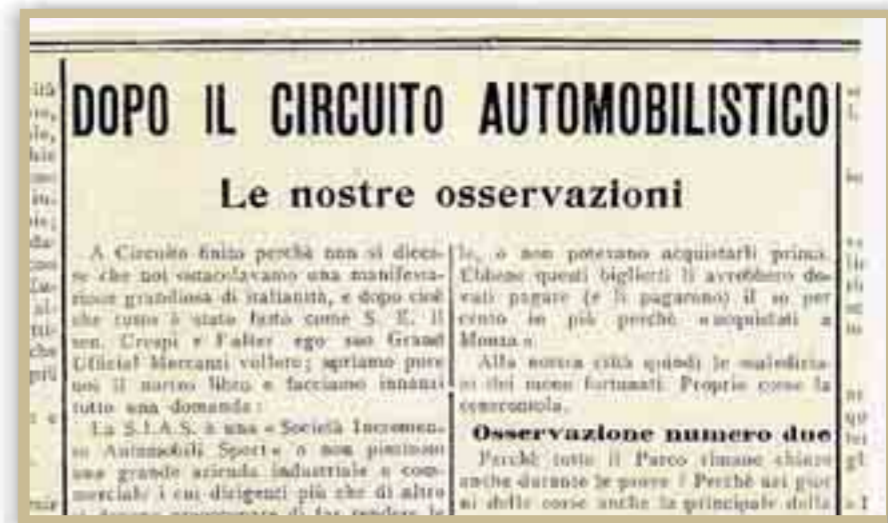 DOPO IL CIRCUITO AUTOMOBILISTICO
Le nostre osservazioni
A Circuito finito perchè non si dices-
se che noi ostacolavamo una manifesta-
zione grandiosa di italianità, e dopo cioè
che tutto è stato fatto come S. E. il
sen. Crespi e l'alter ego suo Grand
Ufficial Mercanti vollero; apriamo pure
noi il nostro libro e facciamo innanzi
tutto una domanda:
La S.I.A.S. è una «Società Incremen-
to Automobili Sport» o non piuttosto
una grande azienda industriale e com-
merciale i cui dirigenti più che di altro
le, o non potevano acquistarli prima.
Ebbene questi biglietti li avrebbero do-
vuti pagare (e li pagarono) il 10 per
cento in più perchè «acquistati a
Monza».
Alla nostra città quindi le maledizio-
ni dei meno fortunati. Proprio come la
Osservazione numero due
Perchè tutto il Parco rimane chiuso
anche durante le prove? Perchè nei gior-
ni delle corse anche la principale della